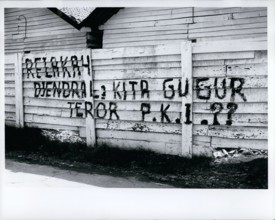 RELAKAH
DJENDRAL2 KITA GUGUR
TEROR P.K.I.??